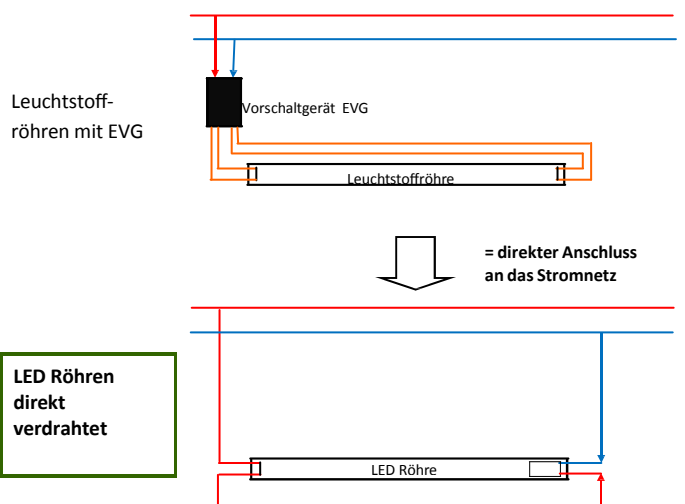 Leuchtstoff-
röhren mit EVG
Vorschaltgerät EVG
Leuchtstoffröhre
= direkter Anschluss
an das Stromnetz
LED Röhren
direkt
verdrahtet
LED Röhre